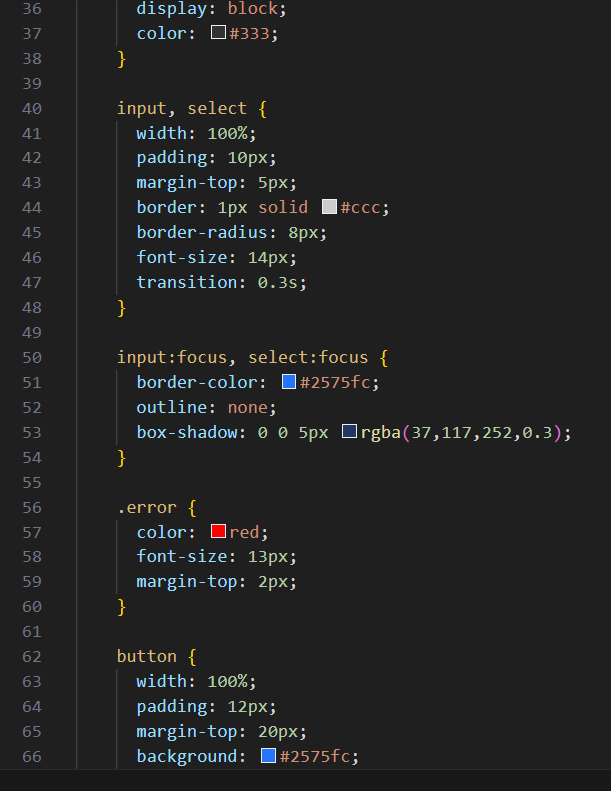 36 display: block;
37 color: #333;
38 }
39
40 input, select {
41 width: 100%;
42 padding: 10px;
43 margin-top: 5px;
44 border: 1px solid #ccc;
45 border-radius: 8px;
46 font-size: 14px;
47 transition: 0.3s;
48 }
49
50 input:focus, select:focus {
51 border-color: #2575fc;
52 outline: none;
53 box-shadow: 0 0 5px rgba(37,117,252,0.3);
54 }
55
56 .error {
57 color: red;
58 font-size: 13px;
59 margin-top: 2px;
60 }
61
62 button {
63 width: 100%;
64 padding: 12px;
65 margin-top: 20px;
66 background: #2575fc;